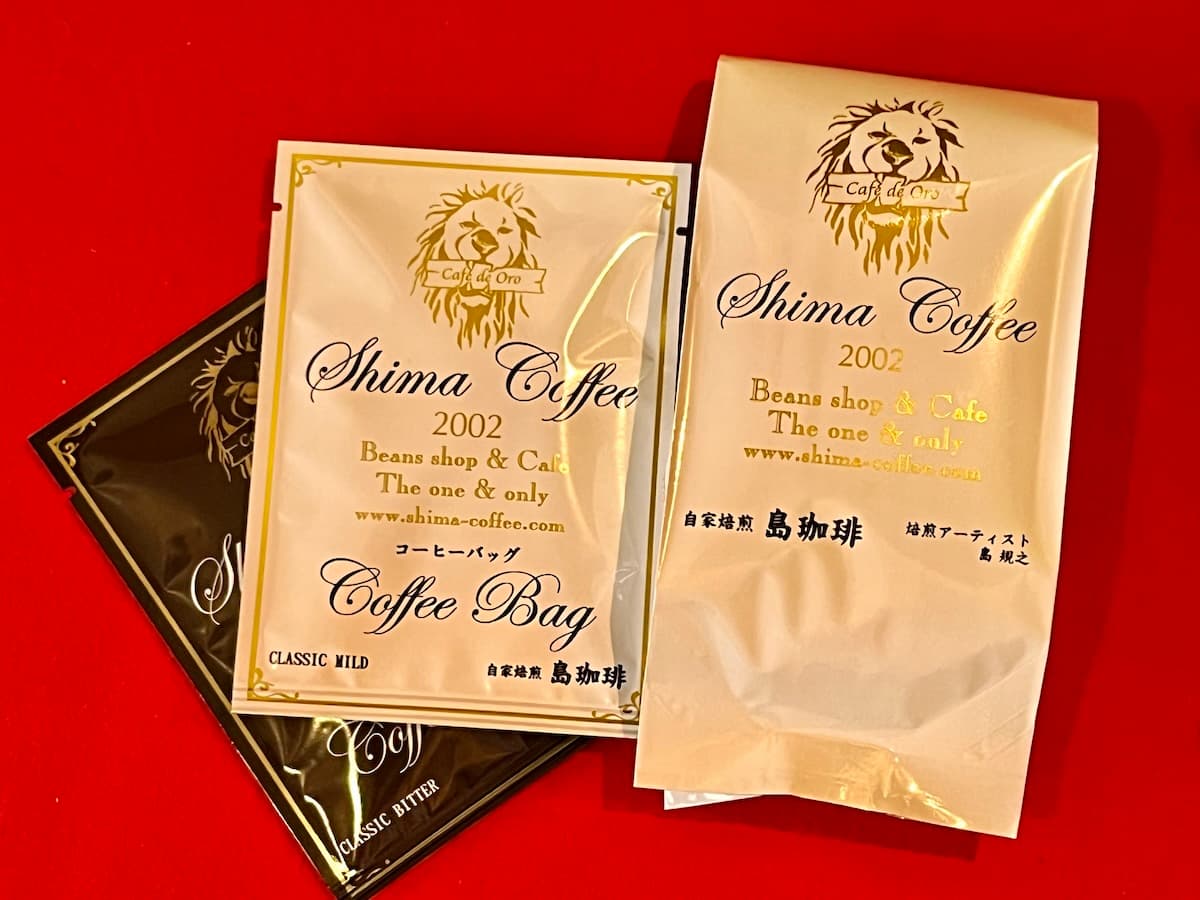 Café de Oro
Shima Coffee
2002
Beans shop & Cafe
The one & only
www.shima-coffee.com
コーヒーバッグ
Coffee Bag
CLASSIC MILD
自家焙煎 島珈琲
Café de Oro
Shima Coffee
2002
Beans shop & Cafe
The one & only
www.shima-coffee.com
自家焙煎 島珈琲
焙煎アーティスト
島 規之
CLASSIC BITTER